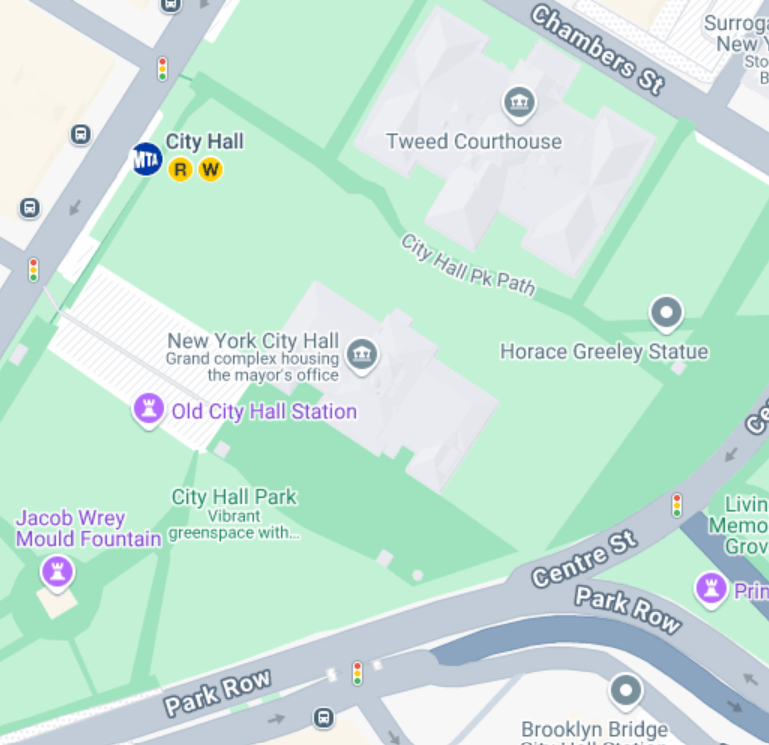 Chambers St
Surroga
New Y
Sto
B
Tweed Courthouse
City Hall
MTA
R W
City Hall Pk Path
Horace Greeley Statue
New York City Hall
Grand complex housing
the mayor's office
Old City Hall Station
Ce
City Hall Park
Vibrant
greenspace with...
Jacob Wrey
Mould Fountain
Livin
Memo
Grov
Centre St
Park Row
Prin
Park Row
Brooklyn Bridge
City Hall Station